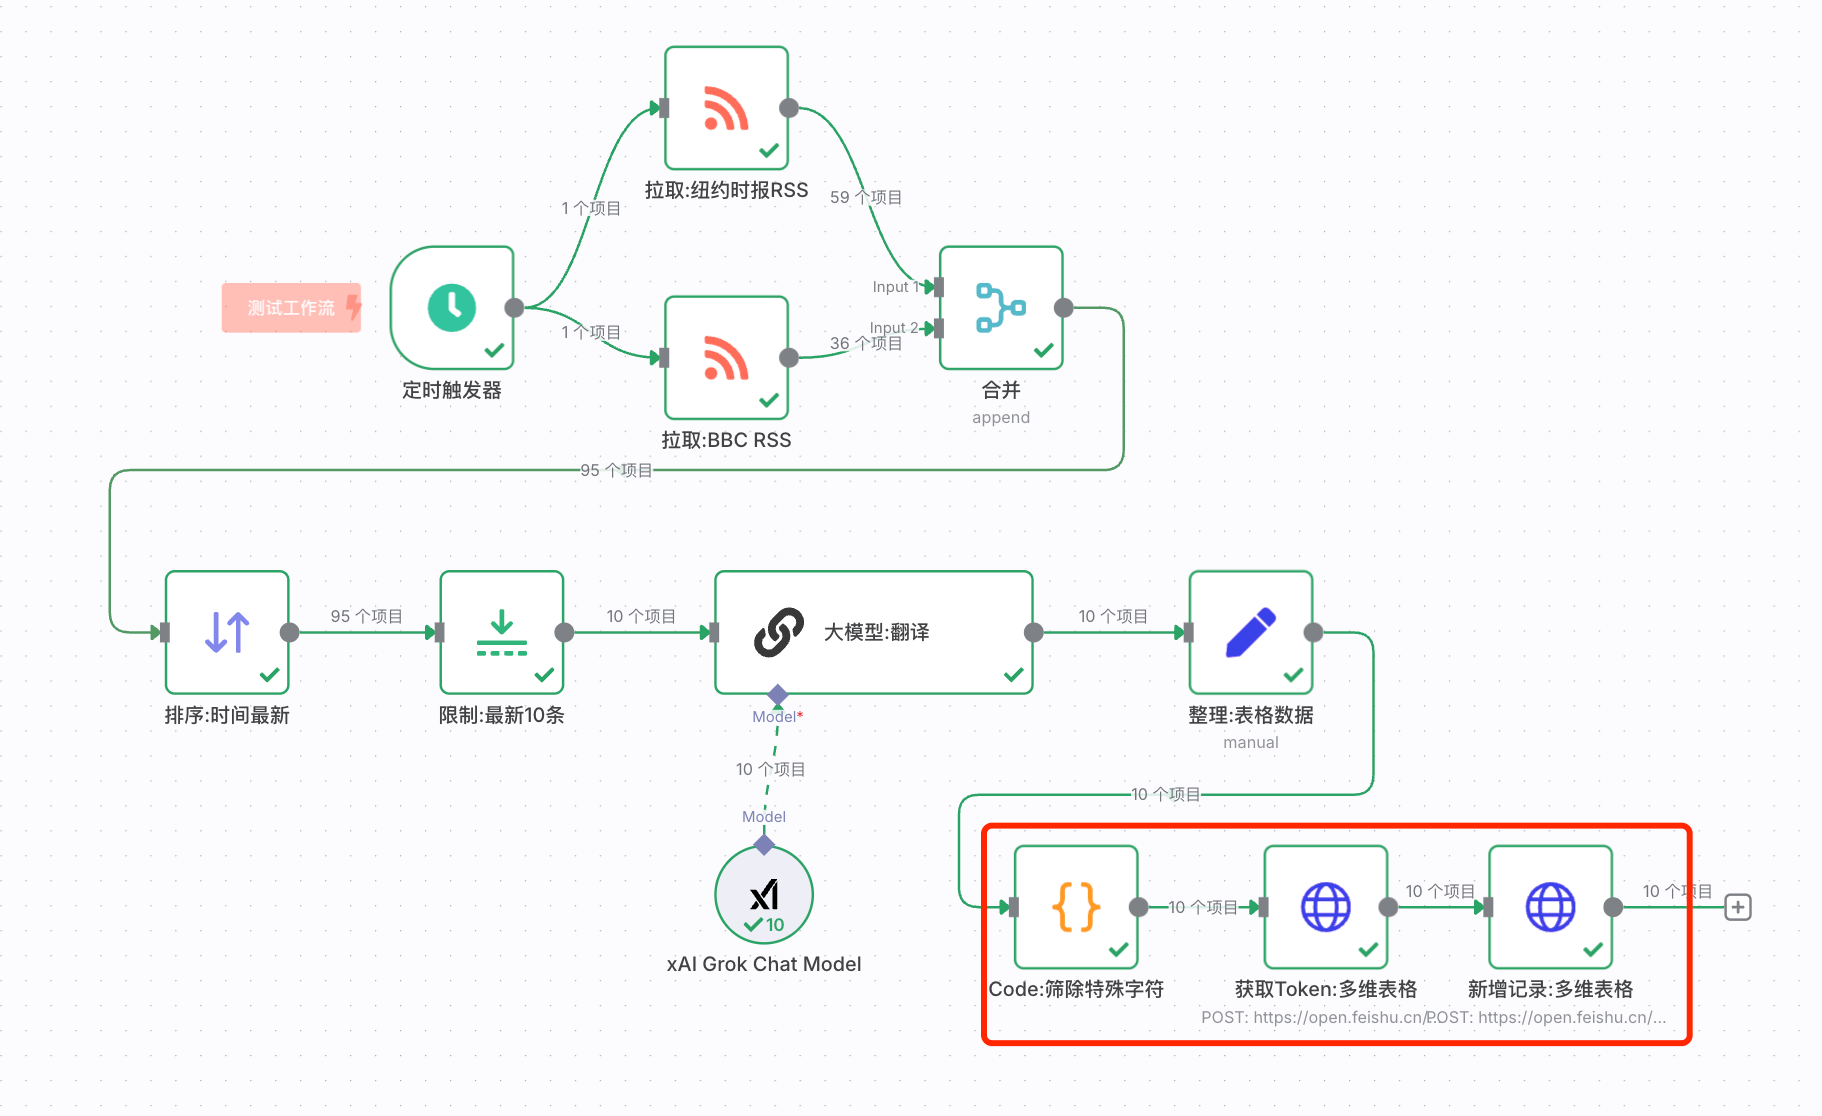 拉取:纽约时报RSS
1 个项目
59 个项目
测试工作流
定时触发器
1 个项目
拉取:BBC RSS
36 个项目
Input 1
Input 2
合并
append
95 个项目
排序:时间最新
95 个项目
限制:最新10条
10 个项目
大模型:翻译
10 个项目
整理:表格数据
manual
Model*
10 个项目
Model
10
xAI Grok Chat Model
10 个项目
Code:筛除特殊字符
10 个项目
获取Token:多维表格
POST: https://open.feishu.cn/
10 个项目
新增记录:多维表格
POST: https://open.feishu.cn/...
10 个项目